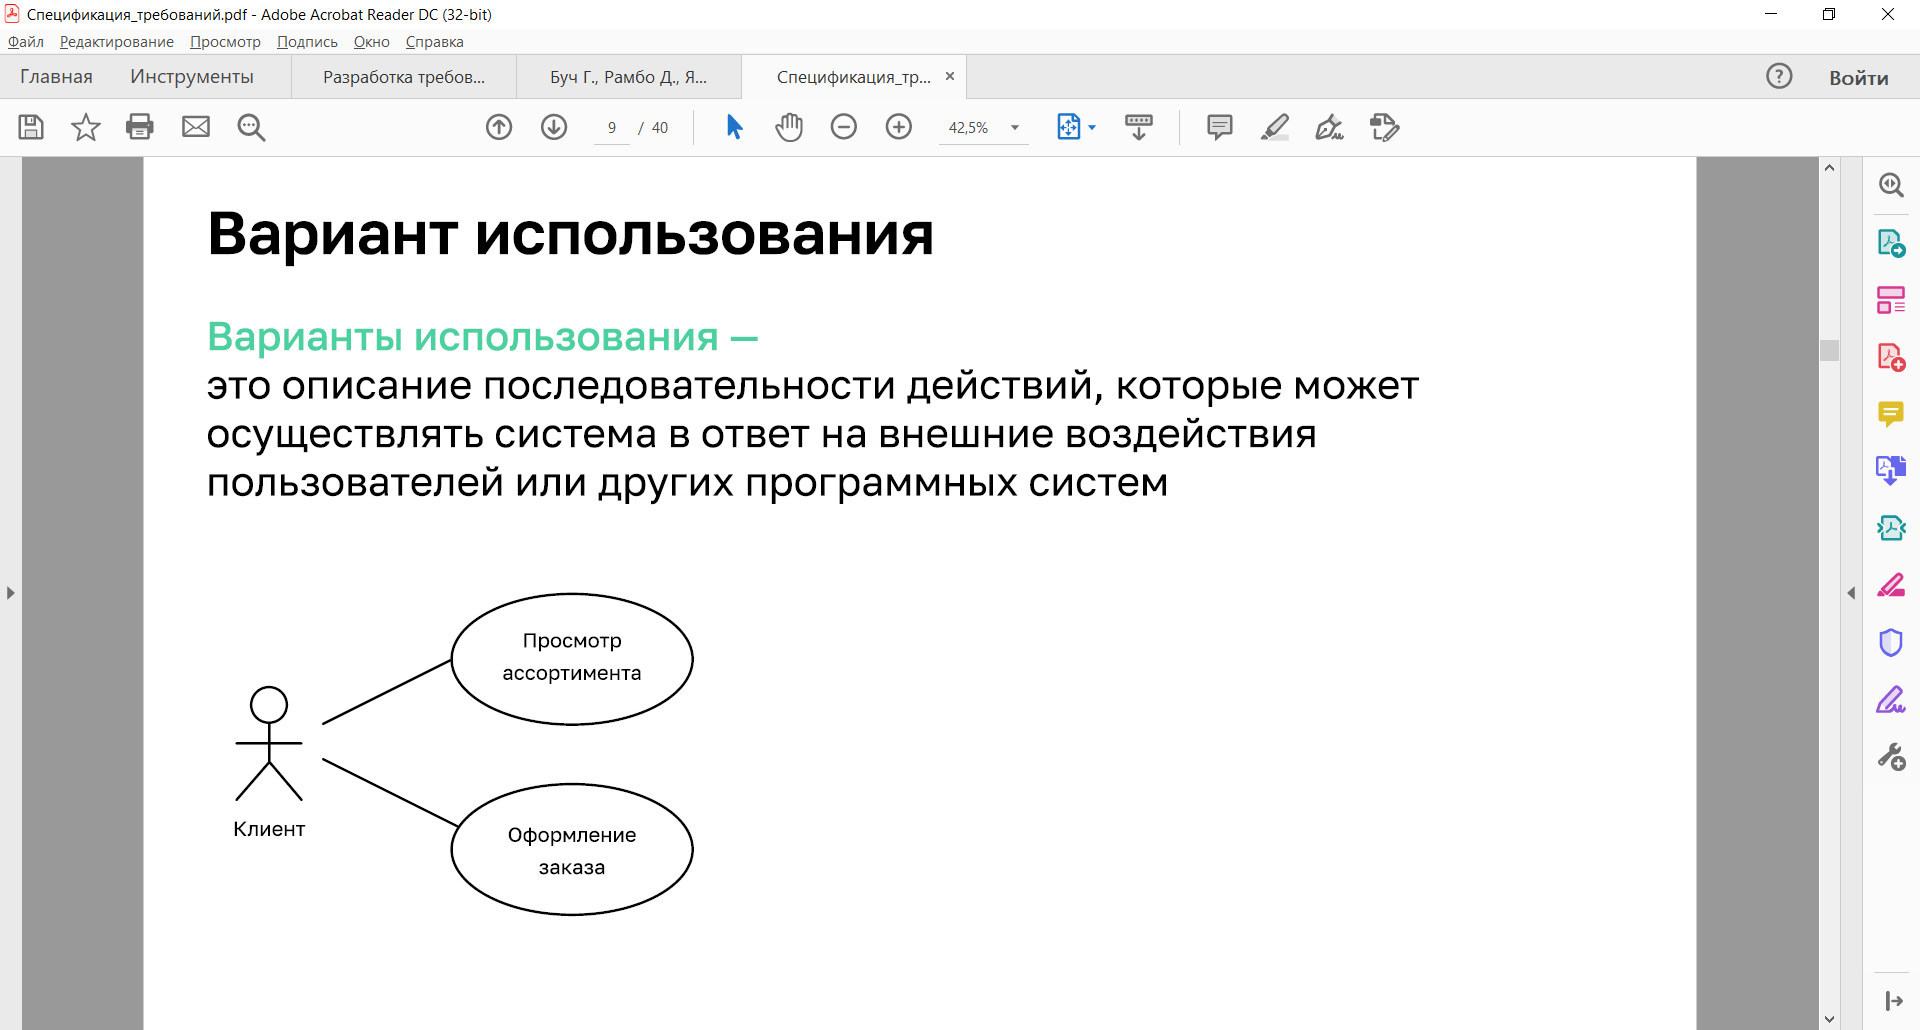 Спецификация_требований.pdf - Adobe Acrobat Reader DC (32-bit)
Файл Редактирование Просмотр Подпись Окно Справка
Главная Инструменты Разработка требов... Буч Г., Рамбо Д., Я... Спецификация_тр... × ? Войти
9 / 40 42,5%
Вариант использования
Варианты использования —
это описание последовательности действий, которые может
осуществлять система в ответ на внешние воздействия
пользователей или других программных систем
Просмотр
ассортимента
Клиент
Оформление
заказа